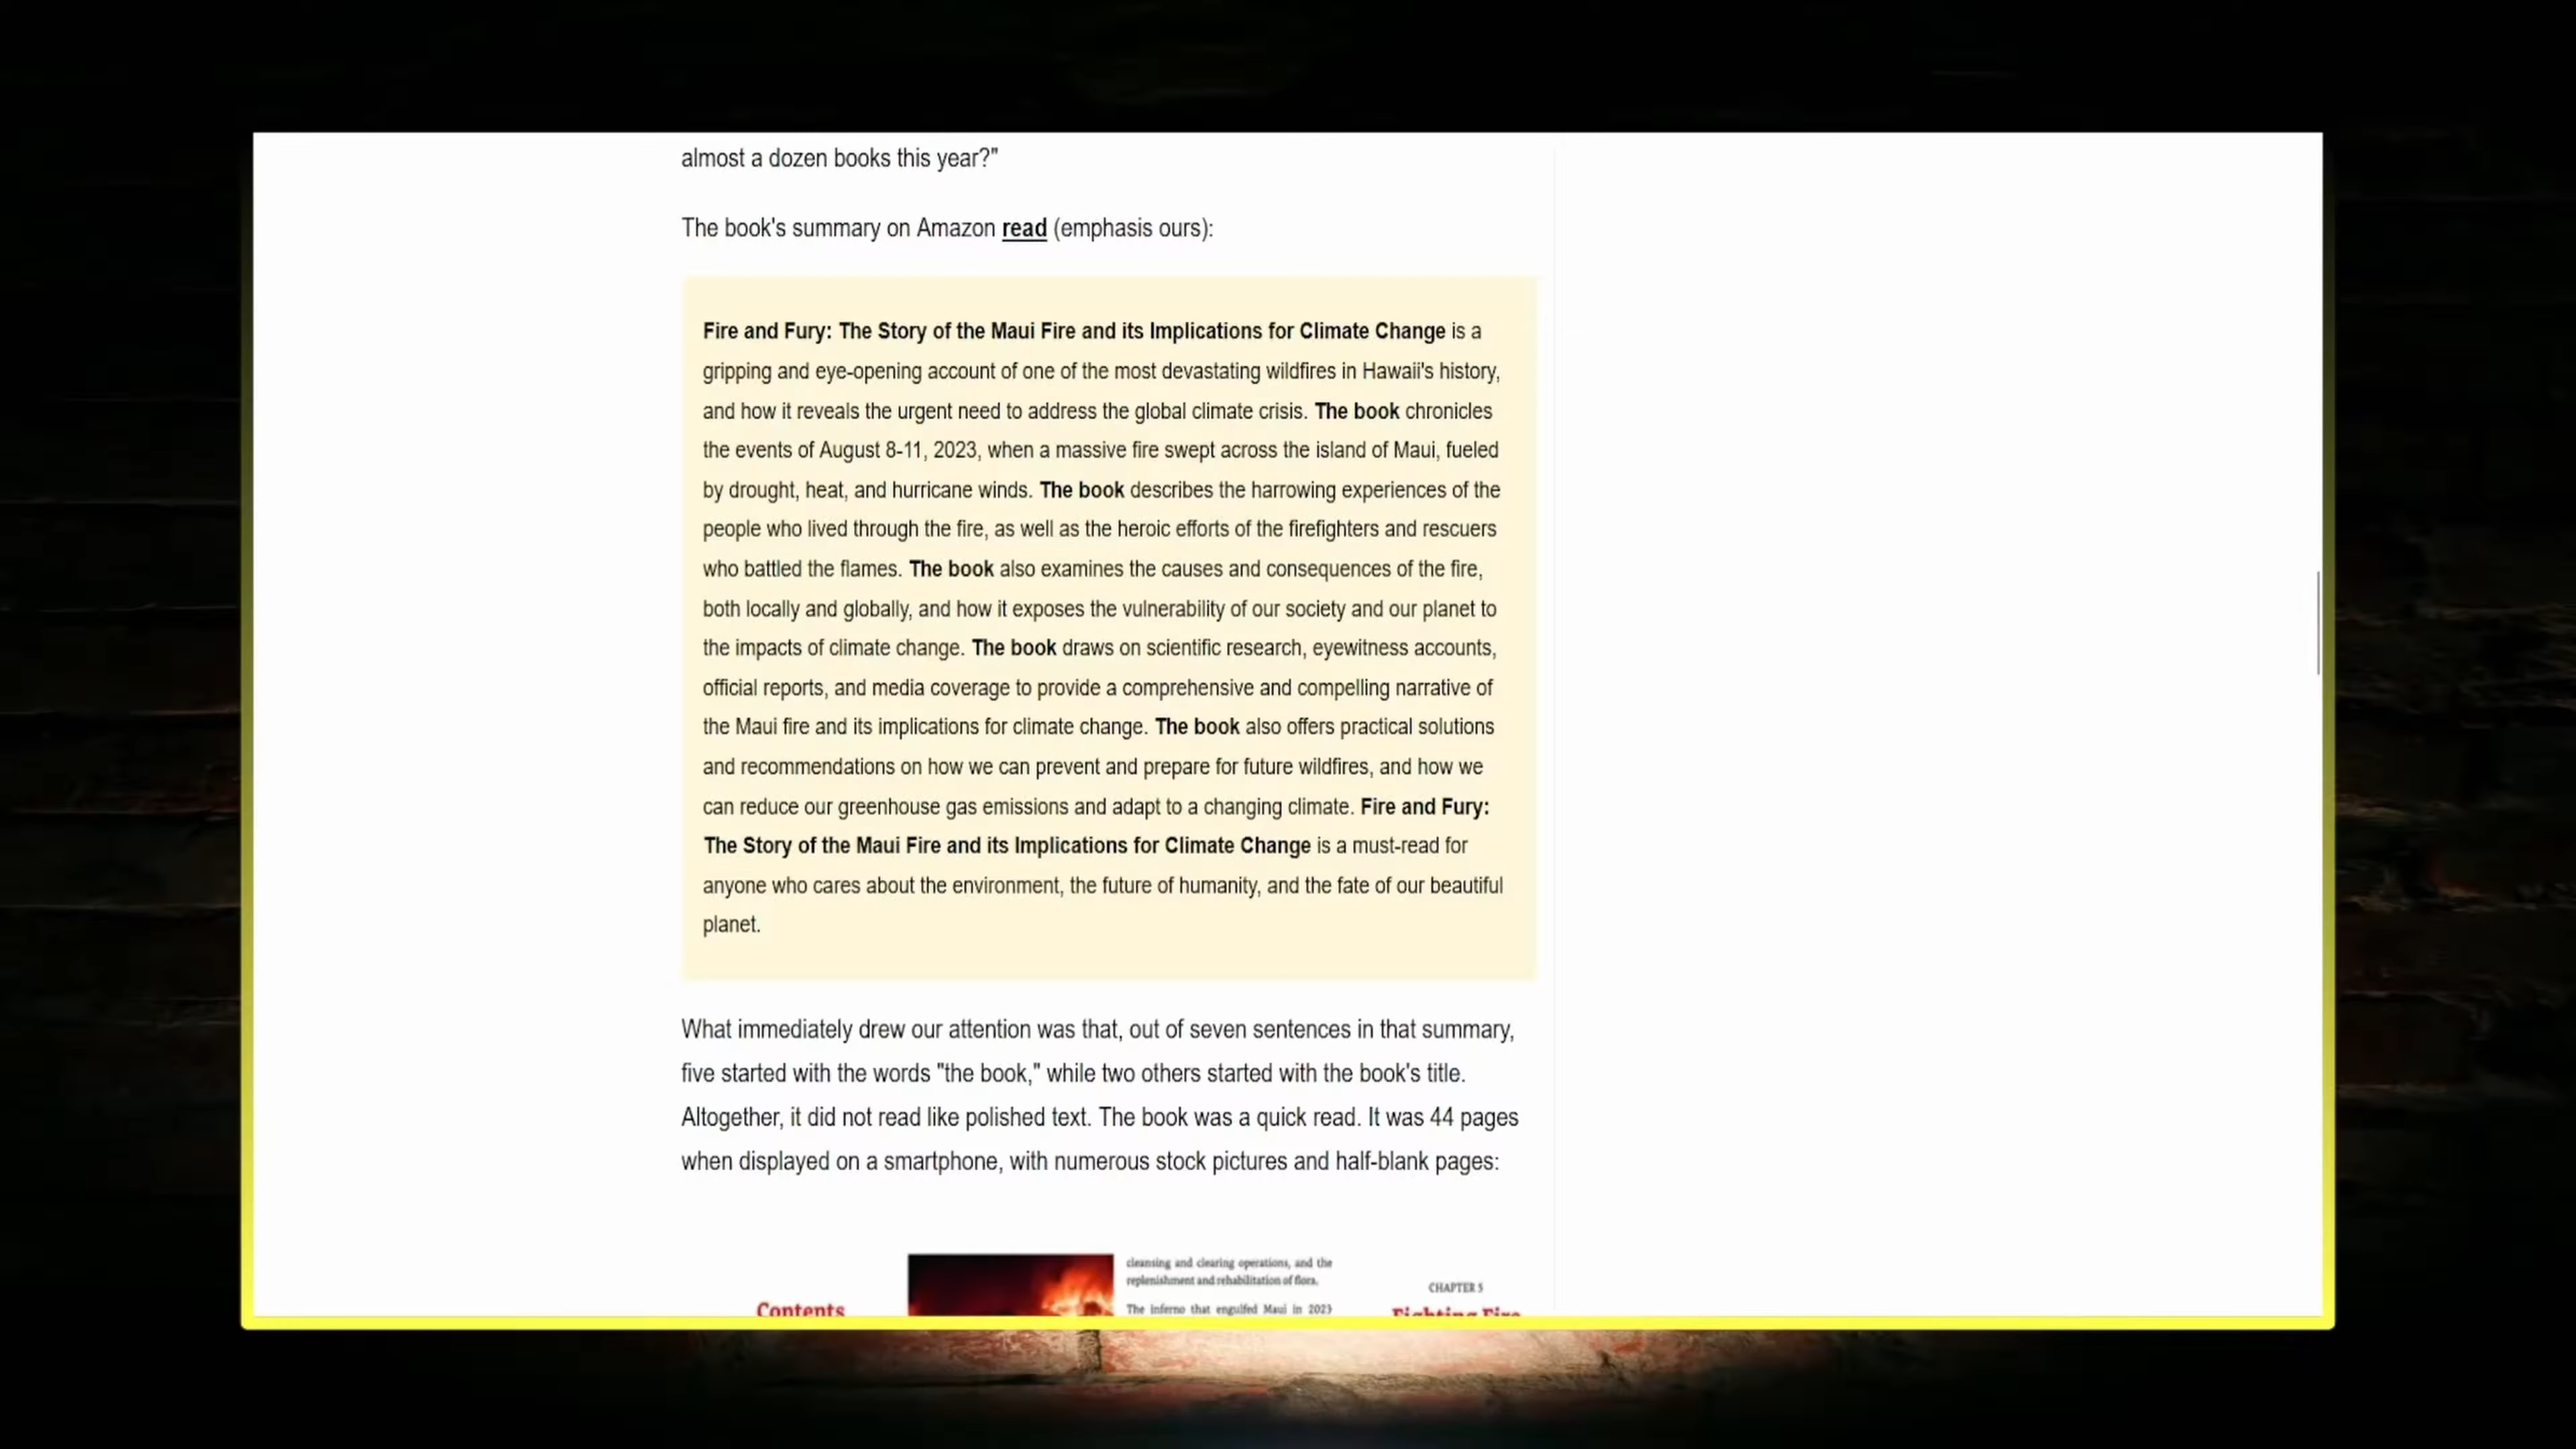 almost a dozen books this year?"
The book's summary on Amazon read (emphasis ours):
Fire and Fury: The Story of the Maui Fire and its Implications for Climate Change is a
gripping and eye-opening account of one of the most devastating wildfires in Hawaii's history,
and how it reveals the urgent need to address the global climate crisis. The book chronicles
the events of August 8-11, 2023, when a massive fire swept across the island of Maui, fueled
by drought, heat, and hurricane winds. The book describes the harrowing experiences of the
people who lived through the fire, as well as the heroic efforts of the firefighters and rescuers
who battled the flames. The book also examines the causes and consequences of the fire,
both locally and globally, and how it exposes the vulnerability of our society and our planet to
the impacts of climate change. The book draws on scientific research, eyewitness accounts,
official reports, and media coverage to provide a comprehensive and compelling narrative of
the Maui fire and its implications for climate change. The book also offers practical solutions
and recommendations on how we can prevent and prepare for future wildfires, and how we
can reduce our greenhouse gas emissions and adapt to a changing climate. Fire and Fury:
The Story of the Maui Fire and its Implications for Climate Change is a must-read for
anyone who cares about the environment, the future of humanity, and the fate of our beautiful
planet.
What immediately drew our attention was that, out of seven sentences in that summary,
five started with the words "the book," while two others started with the book's title.
Altogether, it did not read like polished text. The book was a quick read. It was 44 pages
when displayed on a smartphone, with numerous stock pictures and half-blank pages:
Contents
cleansing and clearing operations, and the
replenishment and rehabilitation of flora.
The inferno that engulfed Maui in 2023
CHAPTER 5
Fighting Fire